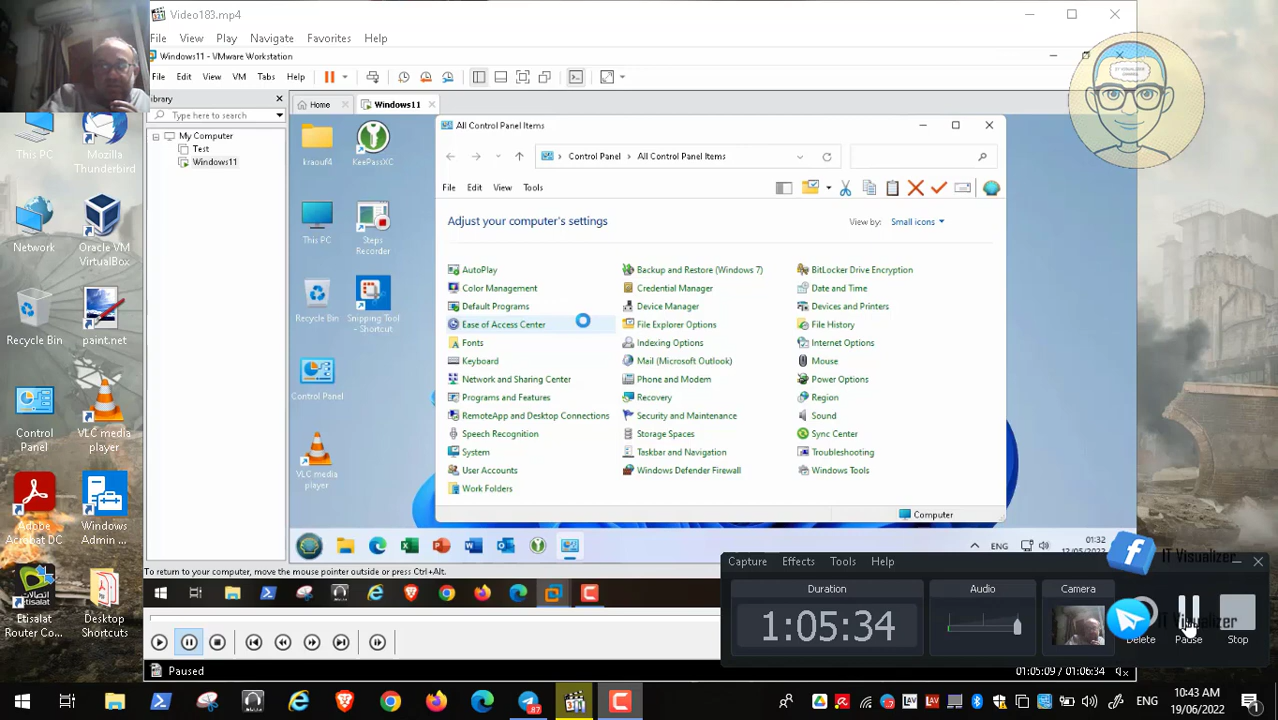 Video183.mp4
File View Play Navigate Favorites Help
Windows11 - VMware Workstation
File Edit View VM Tabs Help
Library
Type here to search
My Computer
Test
Windows11
Home
Windows11
This PC
Mozilla Thunderbird
Network
Oracle VM VirtualBox
Recycle Bin
paint.net
Control Panel
VLC media player
Adobe Acrobat DC
Windows Admin ...
Etisalat Router Co...
Desktop Shortcuts
kraouf4
KeePassXC
This PC
Steps Recorder
Recycle Bin
Snipping Tool - Shortcut
Control Panel
VLC media player
All Control Panel Items
Control Panel > All Control Panel Items
File Edit View Tools
Adjust your computer's settings
View by: Small icons
AutoPlay
Backup and Restore (Windows 7)
BitLocker Drive Encryption
Color Management
Credential Manager
Date and Time
Default Programs
Device Manager
Devices and Printers
Ease of Access Center
File Explorer Options
File History
Fonts
Indexing Options
Internet Options
Keyboard
Mail (Microsoft Outlook)
Mouse
Network and Sharing Center
Phone and Modem
Power Options
Programs and Features
Recovery
Region
RemoteApp and Desktop Connections
Security and Maintenance
Sound
Speech Recognition
Storage Spaces
Sync Center
System
Taskbar and Navigation
Troubleshooting
User Accounts
Windows Defender Firewall
Windows Tools
Work Folders
Computer
ENG
01:32
To return to your computer, move the mouse pointer outside or press Ctrl+Alt.
Capture Effects Tools Help
Duration
1:05:34
Audio
Camera
Delete
Pause
Stop
IT Visualizer
IT Visualizer
Paused
01:05:09 / 01:06:34
87
LAV
LAV
ENG
10:43 AM
19/06/2022
1